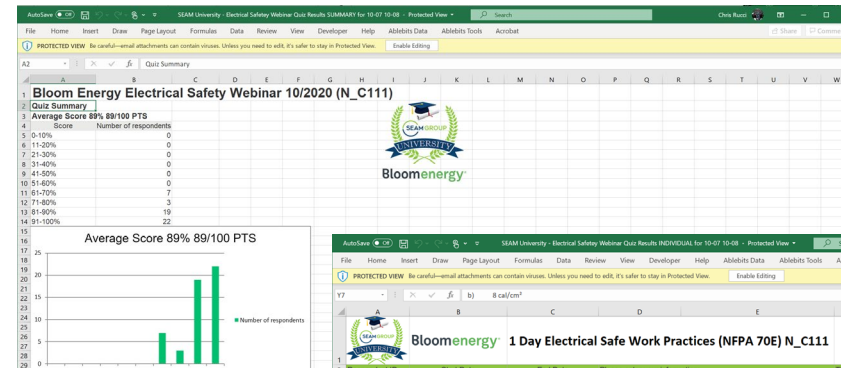 AutoSave Off SEAM University - Electrical Safetey Webinar Quiz Results SUMMARY for 10-07 10-08 - Protected View Search Chris Rucci
File Home Insert Draw Page Layout Formulas Data Review View Developer Help Ablebits Data Ablebits Tools Acrobat Share Comme
PROTECTED VIEW Be careful—email attachments can contain viruses. Unless you need to edit, it's safer to stay in Protected View. Enable Editing
A2 fx Quiz Summary
A B C D E F G H I J K L M N O P Q R S T U V W
1 Bloom Energy Electrical Safety Webinar 10/2020 (N_C111)
2 Quiz Summary
3 Average Score 89% 89/100 PTS
4 Score Number of respondents
5 0-10% 0
6 11-20% 0
7 21-30% 0
8 31-40% 0
9 41-50% 0
10 51-60% 0
11 61-70% 7
12 71-80% 3
13 81-90% 19
14 91-100% 22
SEAM GROUP
UNIVERSITY
Bloomenergy
15
16
17
18
19
20
21
22
23
24
25
26
27
28
29
Average Score 89% 89/100 PTS
25
20
15
10
5
0
Number of respondents
AutoSave Off SEAM University - Electrical Safetey Webinar Quiz Results INDIVIDUAL for 10-07 10-08 - Protected View
File Home Insert Draw Page Layout Formulas Data Review View Developer Help Ablebits Data Ablebits Tools
PROTECTED VIEW Be careful—email attachments can contain viruses. Unless you need to edit, it's safer to stay in Protected View. Enable Editing
Y7 fx b) 8 cal/cm²
A B C D E
SEAM GROUP
UNIVERSITY
Bloomenergy
1 Day Electrical Safe Work Practices (NFPA 70E) N_C111
1